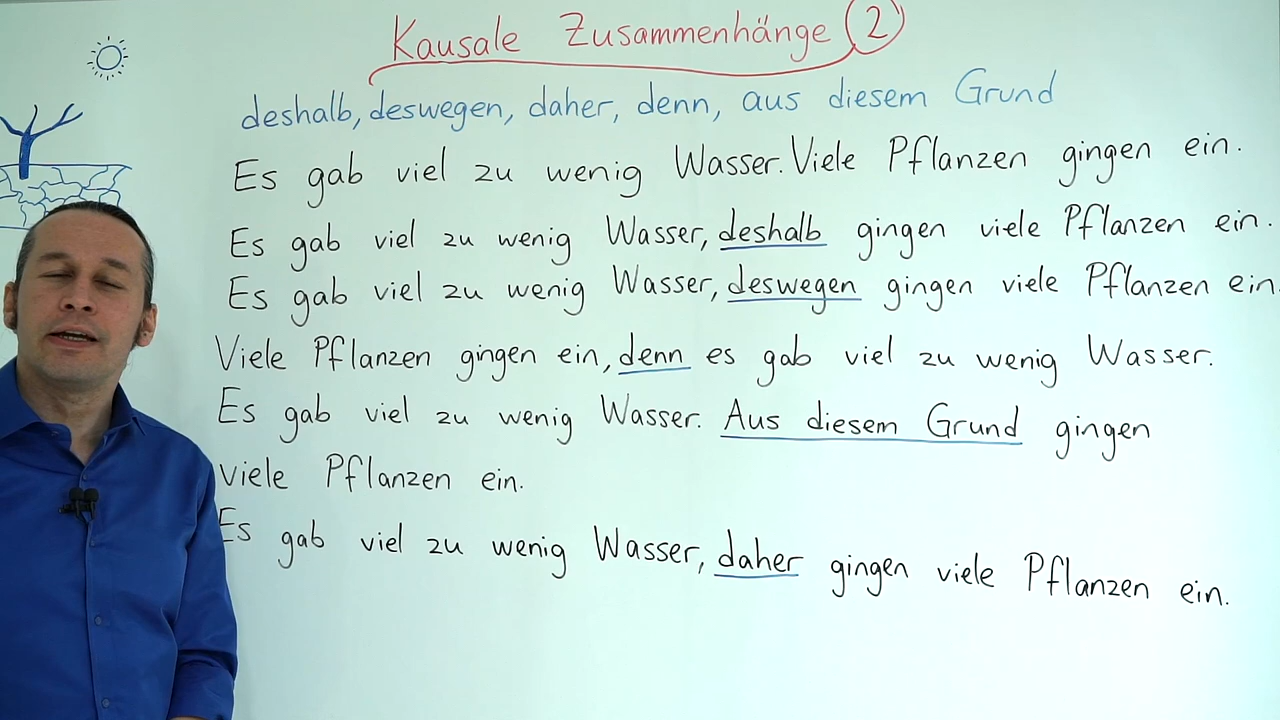 Kausale Zusammenhänge 2
deshalb, deswegen, daher, denn, aus diesem Grund
Es gab viel zu wenig Wasser. Viele Pflanzen gingen ein.
Es gab viel zu wenig Wasser, deshalb gingen viele Pflanzen ein.
Es gab viel zu wenig Wasser, deswegen gingen viele Pflanzen ein.
Viele Pflanzen gingen ein, denn es gab viel zu wenig Wasser.
Es gab viel zu wenig Wasser. Aus diesem Grund gingen
viele Pflanzen ein.
Es gab viel zu wenig Wasser, daher gingen viele Pflanzen ein.